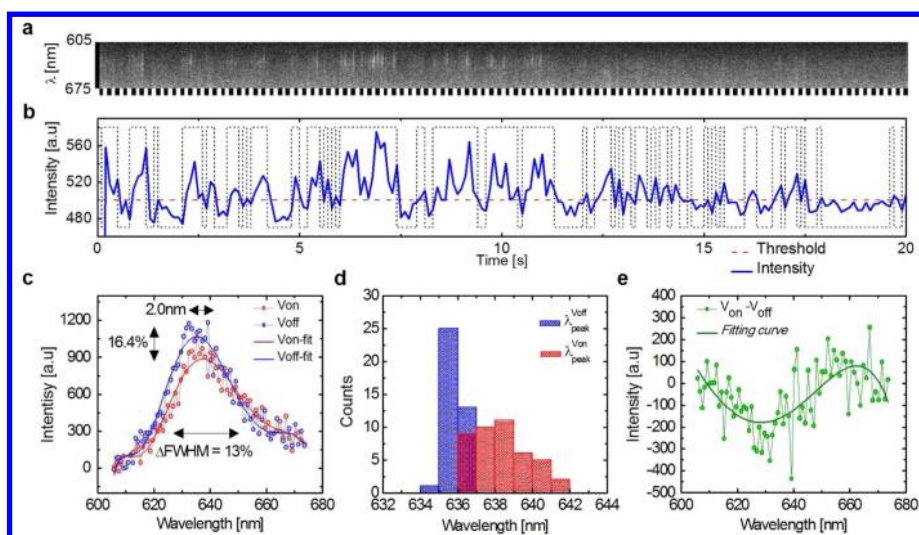 a
605
λ [nm]
675
b
Intensity [a.u]
560
520
480
0 5 10 15 20
Time [s]
Threshold
Intensity
c
Intentisy [a.u]
1200
900
600
300
0
2.0nm
16.4%
ΔFWHM = 13%
Von
Voff
Von-fit
Voff-fit
600 620 640 660 680
Wavelength [nm]
d
Counts
30
25
20
15
10
5
0
λ peak Voff
λ peak Von
632 634 636 638 640 642 644
Wavelength [nm]
e
Intensity [a.u]
400
300
200
100
0
-100
-200
-300
-400
-500
Von -Voff
Fitting curve
600 620 640 660 680
Wavelength [nm]